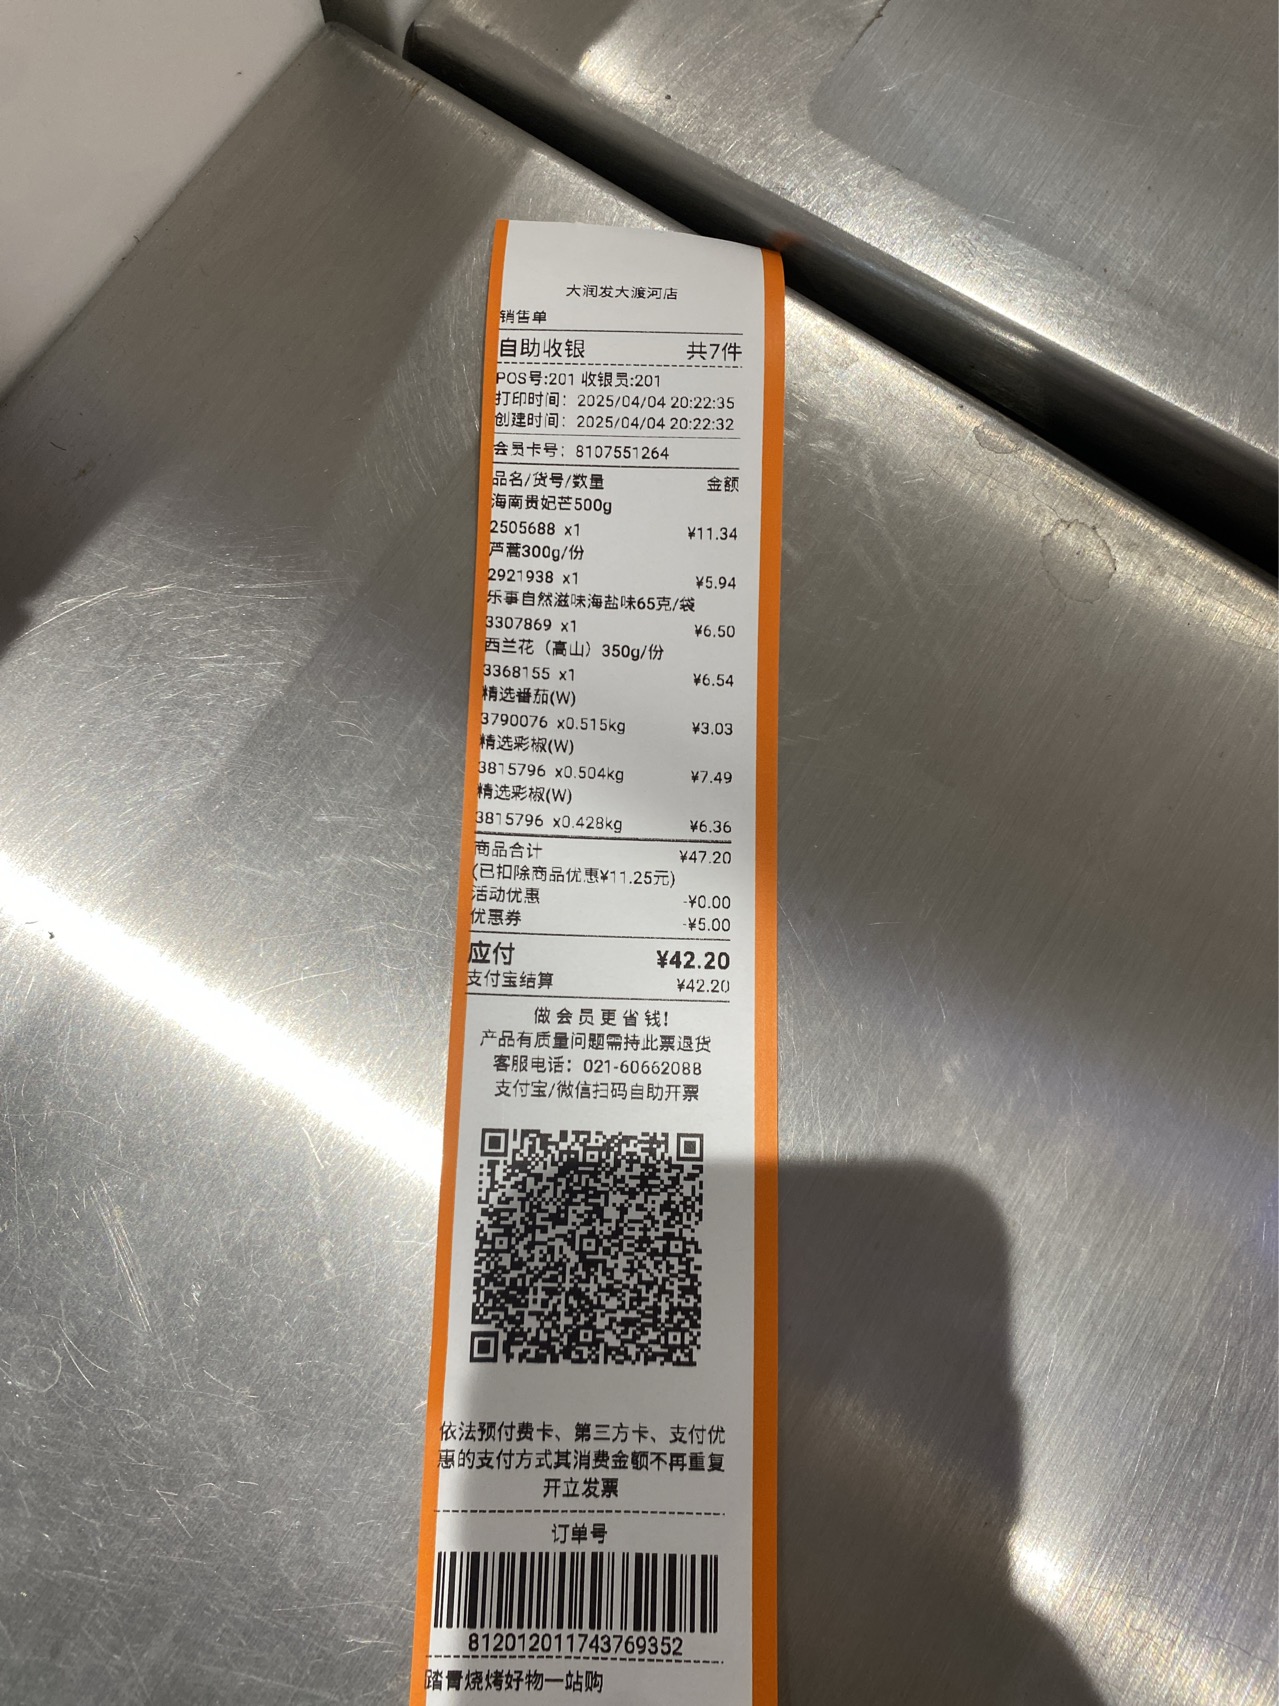 大润发大渡河店
销售单
自助收银 共7件
POS号:201 收银员:201
打印时间：2025/04/04 20:22:35
创建时间：2025/04/04 20:22:32
会员卡号：8107551264
品名/货号/数量 金额
海南贵妃芒500g
2505688 x1 ¥11.34
芦蒿300g/份
2921938 x1 ¥5.94
乐事自然滋味海盐味65克/袋
3307869 x1 ¥6.50
西兰花（高山）350g/份
3368155 x1 ¥6.54
精选番茄(W)
3790076 x0.515kg ¥3.03
精选彩椒(W)
3815796 x0.504kg ¥7.49
精选彩椒(W)
3815796 x0.428kg ¥6.36
商品合计 ¥47.20
(已扣除商品优惠¥11.25元)
活动优惠 -¥0.00
优惠券 -¥5.00
应付 ¥42.20
支付宝结算 ¥42.20
做会员更省钱!
产品有质量问题需持此票退货
客服电话：021-60662088
支付宝/微信扫码自助开票
依法预付费卡、第三方卡、支付优
惠的支付方式其消费金额不再重复
开立发票
订单号
812012011743769352
踏青烧烤好物一站购